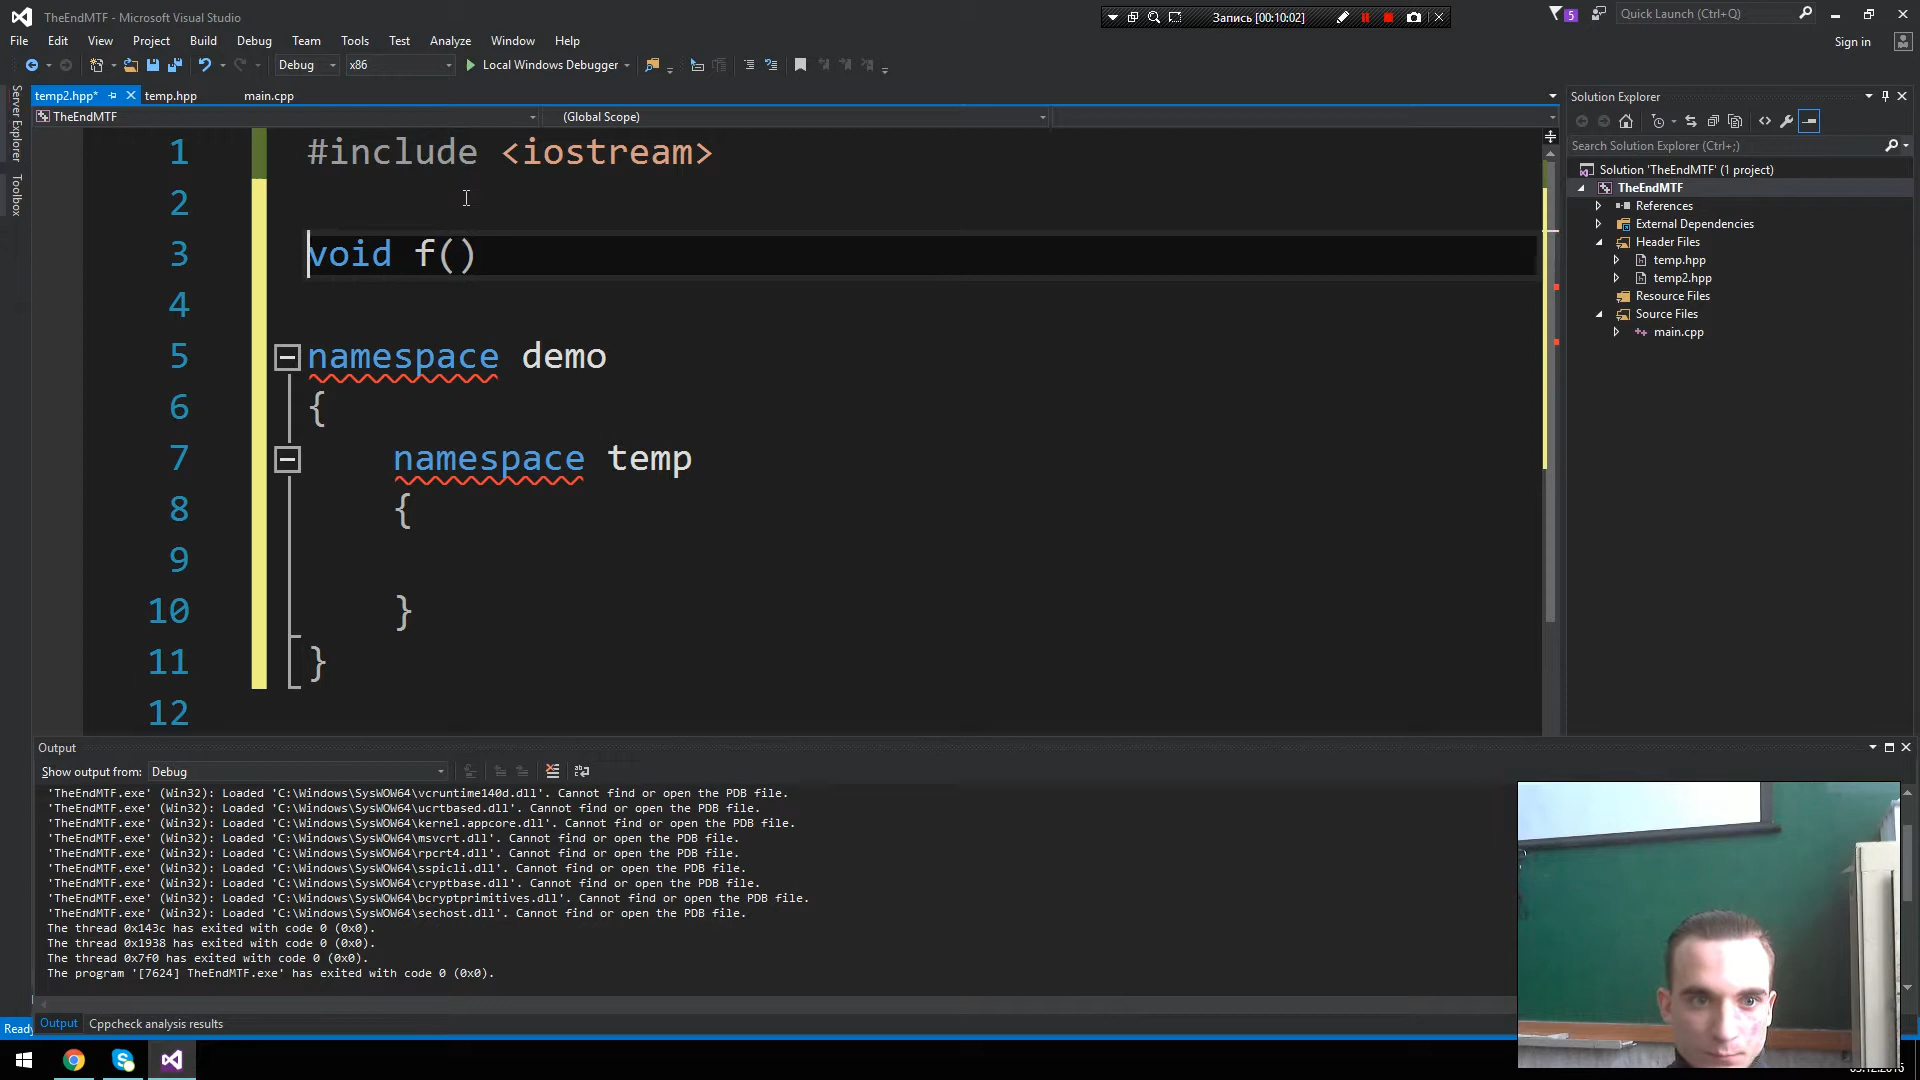 TheEndMTF - Microsoft Visual Studio
Запись [00:10:02]
5
Quick Launch (Ctrl+Q)
File Edit View Project Build Debug Team Tools Test Analyze Window Help
Sign in
Debug x86 Local Windows Debugger
Server Explorer
Toolbox
temp2.hpp* temp.hpp main.cpp
TheEndMTF (Global Scope)
1 #include <iostream>
2
3 void f()
4
5 namespace demo
6 {
7 namespace temp
8 {
9
10 }
11 }
12
Solution Explorer
Search Solution Explorer (Ctrl+;)
Solution 'TheEndMTF' (1 project)
TheEndMTF
References
External Dependencies
Header Files
temp.hpp
temp2.hpp
Resource Files
Source Files
main.cpp
Output
Show output from: Debug
'TheEndMTF.exe' (Win32): Loaded 'C:\Windows\SysWOW64\vcruntime140d.dll'. Cannot find or open the PDB file.
'TheEndMTF.exe' (Win32): Loaded 'C:\Windows\SysWOW64\ucrtbased.dll'. Cannot find or open the PDB file.
'TheEndMTF.exe' (Win32): Loaded 'C:\Windows\SysWOW64\kernel.appcore.dll'. Cannot find or open the PDB file.
'TheEndMTF.exe' (Win32): Loaded 'C:\Windows\SysWOW64\msvcrt.dll'. Cannot find or open the PDB file.
'TheEndMTF.exe' (Win32): Loaded 'C:\Windows\SysWOW64\rpcrt4.dll'. Cannot find or open the PDB file.
'TheEndMTF.exe' (Win32): Loaded 'C:\Windows\SysWOW64\sspicli.dll'. Cannot find or open the PDB file.
'TheEndMTF.exe' (Win32): Loaded 'C:\Windows\SysWOW64\cryptbase.dll'. Cannot find or open the PDB file.
'TheEndMTF.exe' (Win32): Loaded 'C:\Windows\SysWOW64\bcryptprimitives.dll'. Cannot find or open the PDB file.
'TheEndMTF.exe' (Win32): Loaded 'C:\Windows\SysWOW64\sechost.dll'. Cannot find or open the PDB file.
The thread 0x143c has exited with code 0 (0x0).
The thread 0x1938 has exited with code 0 (0x0).
The thread 0x7f0 has exited with code 0 (0x0).
The program '[7624] TheEndMTF.exe' has exited with code 0 (0x0).
Output Cppcheck analysis results
Ready